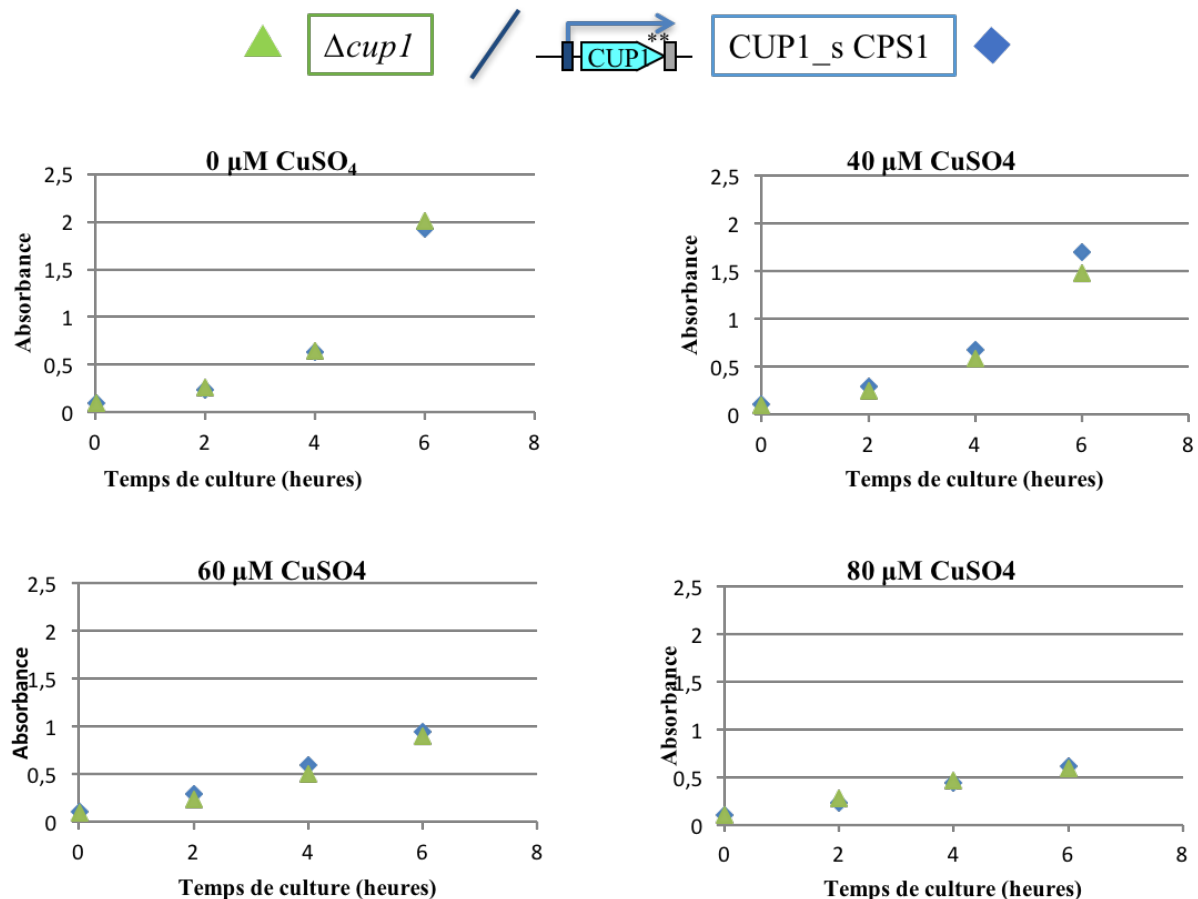 Δcup1
**
CUP1
CUP1_s CPS1
0 μM CuSO₄
2,5
2
1,5
1
0,5
0
Absorbance
0 2 4 6 8
Temps de culture (heures)
40 μM CuSO4
2,5
2
1,5
1
0,5
0
Absorbance
0 2 4 6 8
Temps de culture (heures)
60 μM CuSO4
2,5
2
1,5
1
0,5
0
Absorbance
0 2 4 6 8
Temps de culture (heures)
80 μM CuSO4
2,5
2
1,5
1
0,5
0
Absorbance
0 2 4 6 8
Temps de culture (heures)